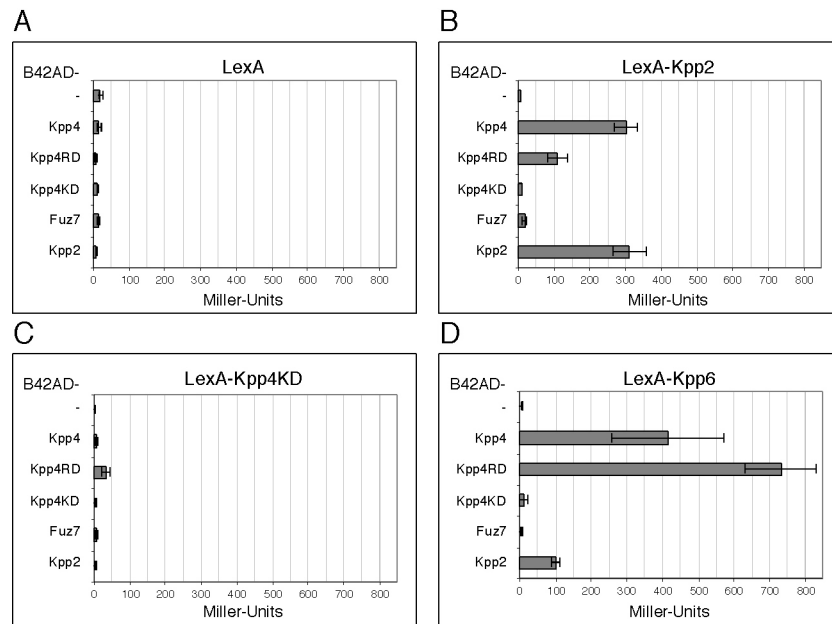 A
B42AD-
LexA
-
Kpp4
Kpp4RD
Kpp4KD
Fuz7
Kpp2
0 100 200 300 400 500 600 700 800
Miller-Units
B
B42AD-
LexA-Kpp2
-
Kpp4
Kpp4RD
Kpp4KD
Fuz7
Kpp2
0 100 200 300 400 500 600 700 800
Miller-Units
C
B42AD-
LexA-Kpp4KD
-
Kpp4
Kpp4RD
Kpp4KD
Fuz7
Kpp2
0 100 200 300 400 500 600 700 800
Miller-Units
D
B42AD-
LexA-Kpp6
-
Kpp4
Kpp4RD
Kpp4KD
Fuz7
Kpp2
0 100 200 300 400 500 600 700 800
Miller-Units